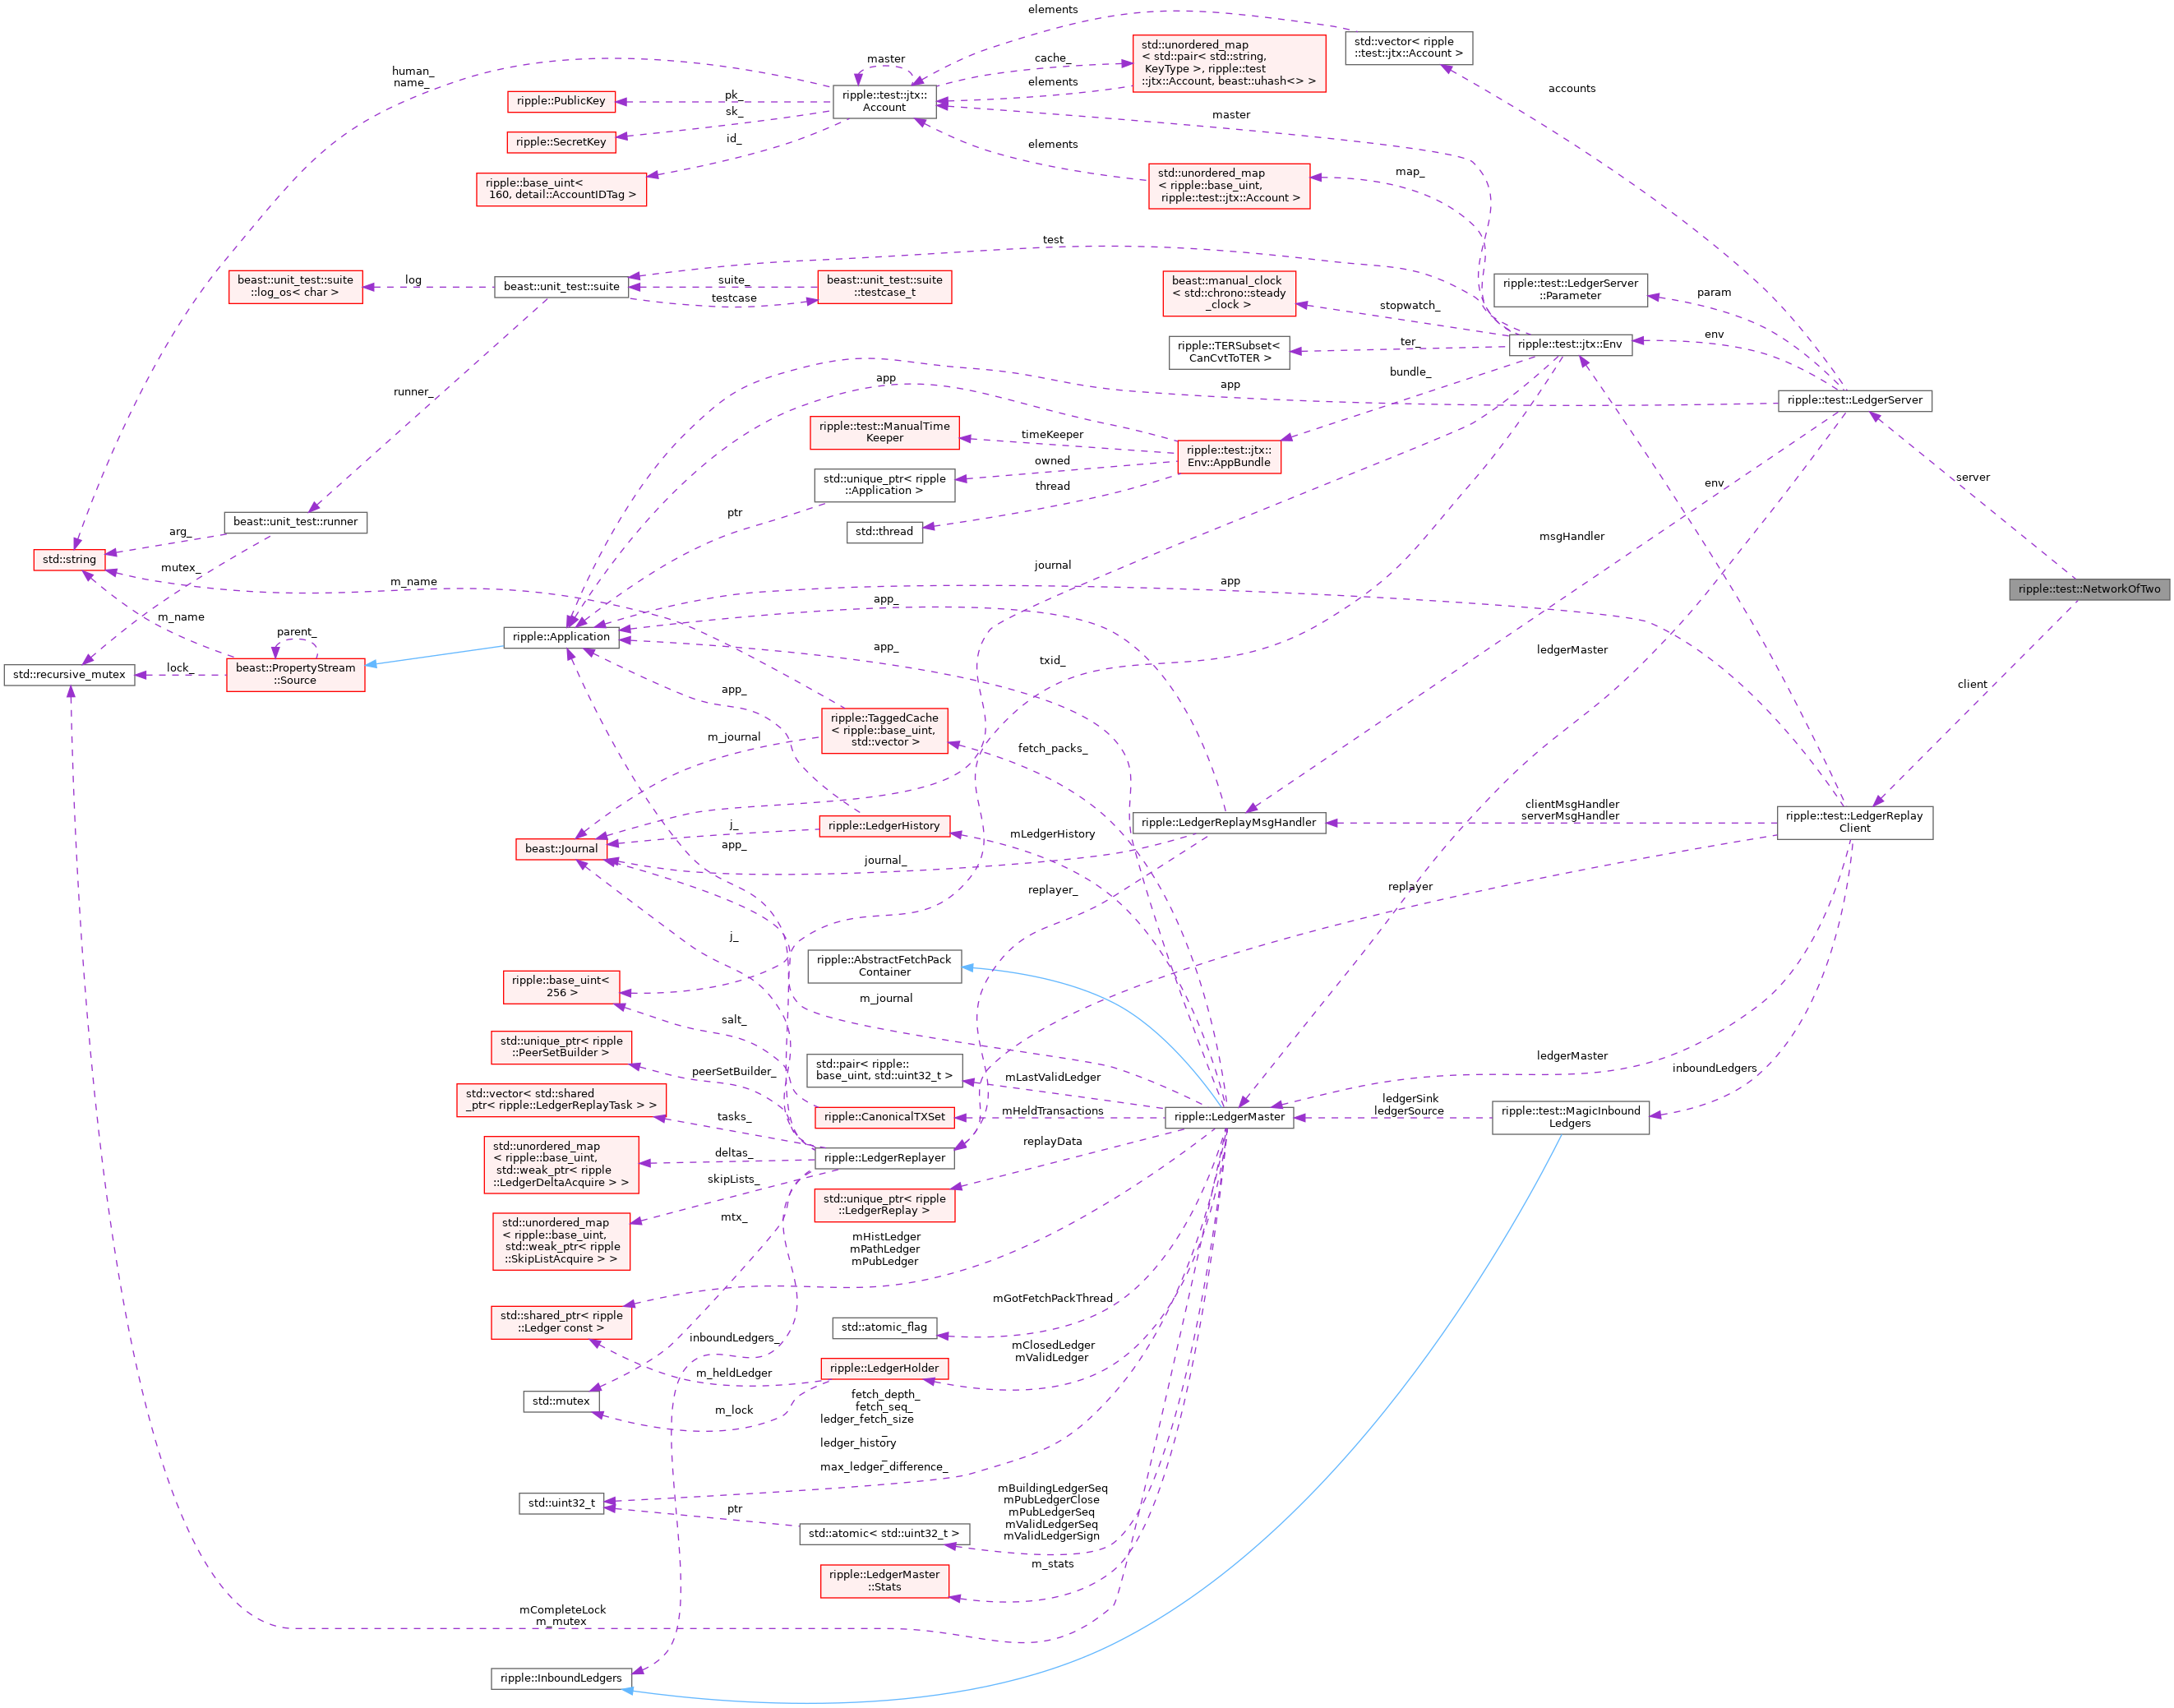 elements
std::vector< ripple
::test::jtx::Account >
human_
name_
master
cache_
std::unordered_map
< std::pair< std::string,
KeyType >, ripple::test
::jtx::Account, beast::uhash<> >
elements
accounts
ripple::PublicKey
pk_
ripple::test::jtx::
Account
sk_
master
ripple::SecretKey
id_
elements
ripple::base_uint<
160, detail::AccountIDTag >
std::unordered_map
< ripple::base_uint,
ripple::test::jtx::Account >
map_
test
beast::unit_test::suite
::log_os< char >
log
beast::unit_test::suite
suite_
testcase
beast::unit_test::suite
::testcase_t
beast::manual_clock
< std::chrono::steady
_clock >
stopwatch_
ripple::test::LedgerServer
::Parameter
param
ripple::TERSubset<
CanCvtToTER >
ter_
ripple::test::jtx::Env
env
bundle_
app
app
runner_
ripple::test::LedgerServer
ripple::test::ManualTime
Keeper
timeKeeper
ripple::test::jtx::
Env::AppBundle
owned
std::unique_ptr< ripple
::Application >
thread
env
server
ptr
beast::unit_test::runner
std::thread
arg_
msgHandler
std::string
mutex_
m_name
journal
app
ripple::test::NetworkOfTwo
app_
m_name
parent_
ripple::Application
app_
txid_
ledgerMaster
lock_
std::recursive_mutex
beast::PropertyStream
::Source
app_
client
ripple::TaggedCache
< ripple::base_uint,
std::vector >
m_journal
fetch_packs_
clientMsgHandler
serverMsgHandler
ripple::LedgerHistory
j_
app_
mLedgerHistory
ripple::LedgerReplayMsgHandler
ripple::test::LedgerReplay
Client
beast::Journal
journal_
replayer_
replayer
j_
ripple::AbstractFetchPack
Container
ripple::base_uint<
256 >
m_journal
salt_
std::unique_ptr< ripple
::PeerSetBuilder >
peerSetBuilder_
std::pair< ripple::
base_uint, std::uint32_t >
mLastValidLedger
ledgerMaster
inboundLedgers
std::vector< std::shared
_ptr< ripple::LedgerReplayTask > >
tasks_
ripple::CanonicalTXSet
mHeldTransactions
ripple::LedgerMaster
ledgerSink
ledgerSource
ripple::test::MagicInbound
Ledgers
replayData
std::unordered_map
< ripple::base_uint,
std::weak_ptr< ripple
::LedgerDeltaAcquire > >
deltas_
ripple::LedgerReplayer
skipLists_
std::unique_ptr< ripple
::LedgerReplay >
mtx_
std::unordered_map
< ripple::base_uint,
std::weak_ptr< ripple
::SkipListAcquire > >
mHistLedger
mPathLedger
mPubLedger
mGotFetchPackThread
std::shared_ptr< ripple
::Ledger const >
std::atomic_flag
inboundLedgers_
mClosedLedger
mValidLedger
ripple::LedgerHolder
m_heldLedger
std::mutex
m_lock
fetch_depth_
fetch_seq_
ledger_fetch_size
_
ledger_history
_
max_ledger_difference_
std::uint32_t
ptr
std::atomic< std::uint32_t >
mBuildingLedgerSeq
mPubLedgerClose
mPubLedgerSeq
mValidLedgerSeq
mValidLedgerSign
m_stats
ripple::LedgerMaster
::Stats
mCompleteLock
m_mutex
ripple::InboundLedgers